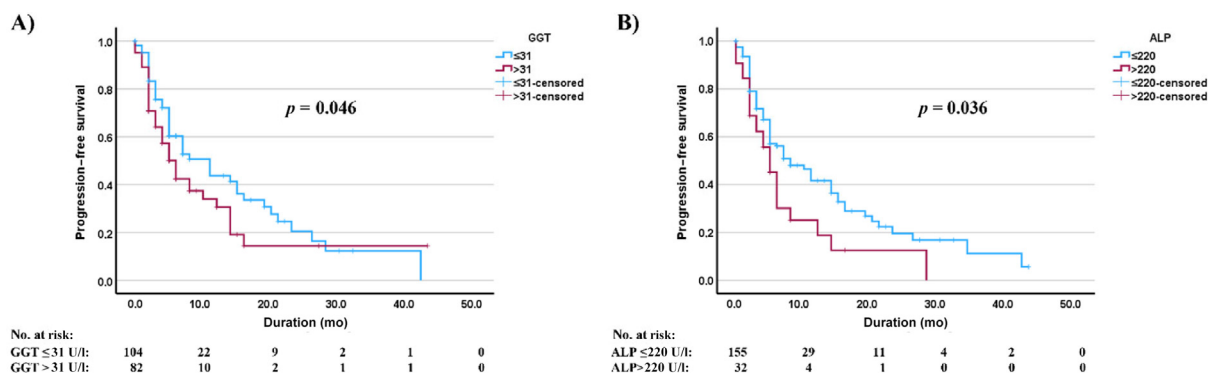 A)
GGT
≤31
>31
≤31-censored
>31-censored
p = 0.046
Progression-free survival
1.0
0.8
0.6
0.4
0.2
0.0
0.0 10.0 20.0 30.0 40.0 50.0
Duration (mo)
No. at risk:
GGT ≤31 U/l: 104 22 9 2 1 0
GGT >31 U/l: 82 10 2 1 1 0
B)
ALP
≤220
>220
≤220-censored
>220-censored
p = 0.036
Progression-free survival
1.0
0.8
0.6
0.4
0.2
0.0
0.0 10.0 20.0 30.0 40.0 50.0
Duration (mo)
No. at risk:
ALP ≤220 U/l: 155 29 11 4 2 0
ALP>220 U/l: 32 4 1 0 0 0